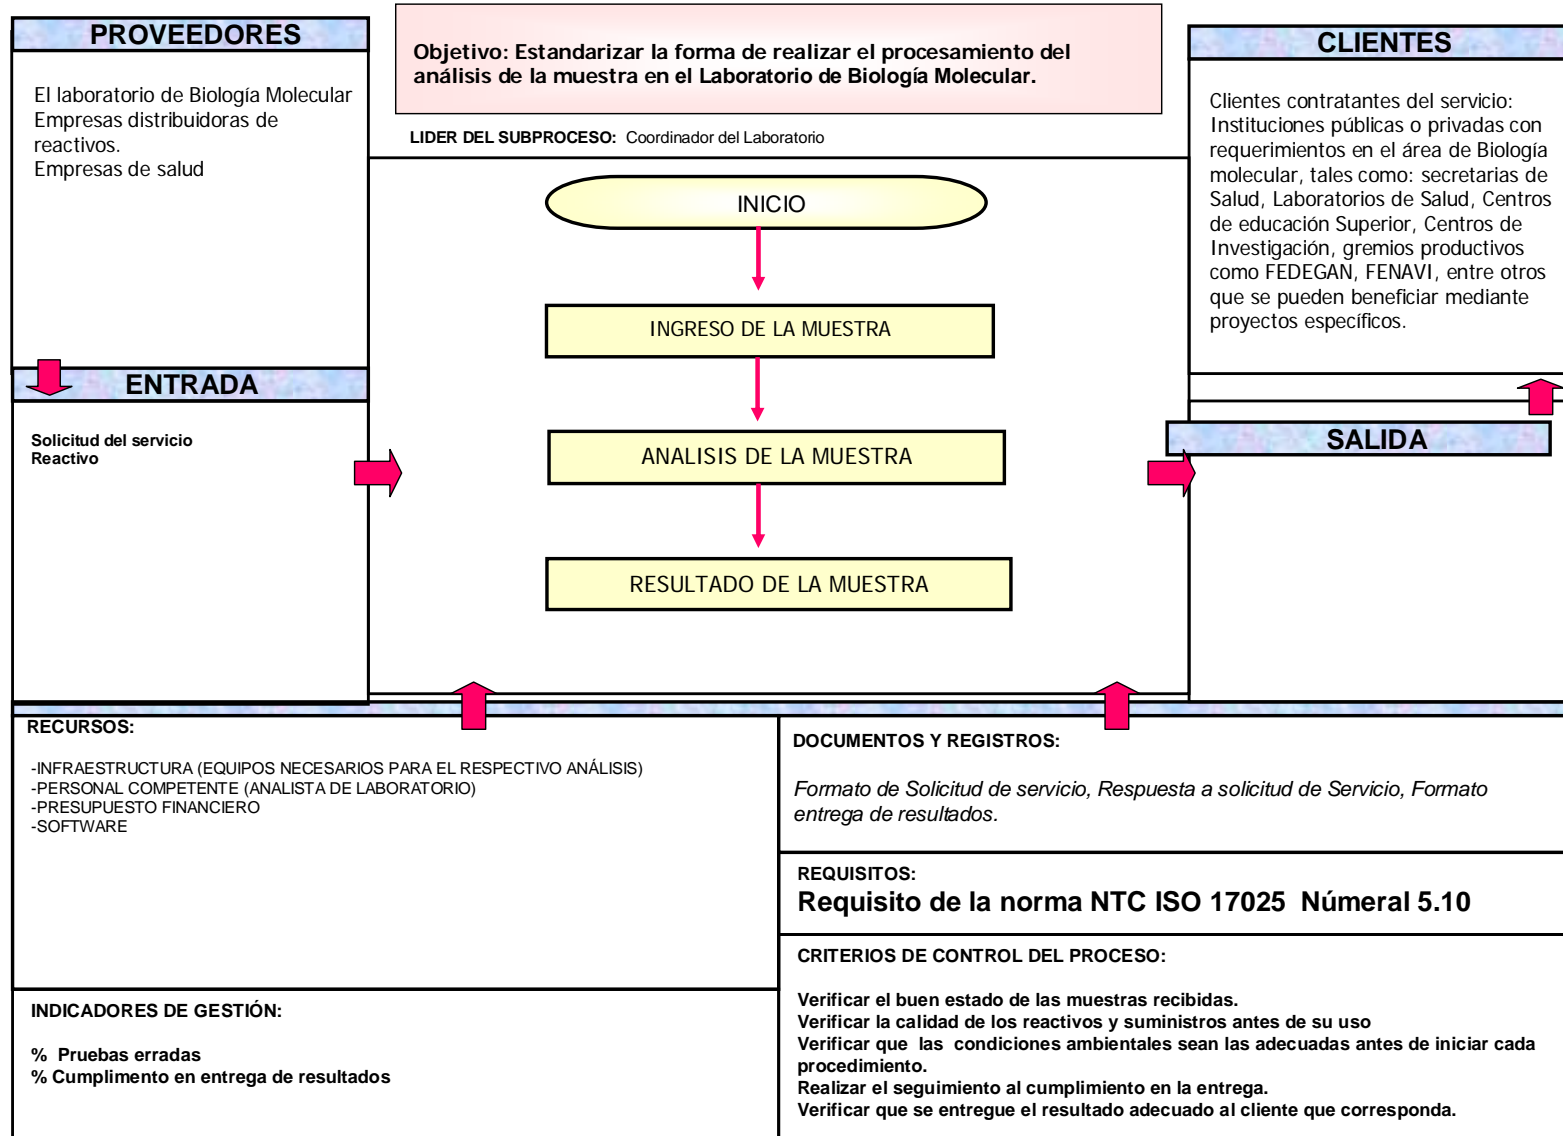 PROVEEDORES
El laboratorio de Biología Molecular
Empresas distribuidoras de
reactivos.
Empresas de salud
Objetivo: Estandarizar la forma de realizar el procesamiento del
análisis de la muestra en el Laboratorio de Biología Molecular.
LIDER DEL SUBPROCESO: Coordinador del Laboratorio
CLIENTES
Clientes contratantes del servicio:
Instituciones públicas o privadas con
requerimientos en el área de Biología
molecular, tales como: secretarias de
Salud, Laboratorios de Salud, Centros
de educación Superior, Centros de
Investigación, gremios productivos
como FEDEGAN, FENAVI, entre otros
que se pueden beneficiar mediante
proyectos específicos.
ENTRADA
Solicitud del servicio
Reactivo
INICIO
INGRESO DE LA MUESTRA
ANALISIS DE LA MUESTRA
RESULTADO DE LA MUESTRA
SALIDA
RECURSOS:
-INFRAESTRUCTURA (EQUIPOS NECESARIOS PARA EL RESPECTIVO ANÁLISIS)
-PERSONAL COMPETENTE (ANALISTA DE LABORATORIO)
-PRESUPUESTO FINANCIERO
-SOFTWARE
INDICADORES DE GESTIÓN:
% Pruebas erradas
% Cumplimento en entrega de resultados
DOCUMENTOS Y REGISTROS:
Formato de Solicitud de servicio, Respuesta a solicitud de Servicio, Formato
entrega de resultados.
REQUISITOS:
Requisito de la norma NTC ISO 17025 Númeral 5.10
CRITERIOS DE CONTROL DEL PROCESO:
Verificar el buen estado de las muestras recibidas.
Verificar la calidad de los reactivos y suministros antes de su uso
Verificar que las condiciones ambientales sean las adecuadas antes de iniciar cada
procedimiento.
Realizar el seguimiento al cumplimiento en la entrega.
Verificar que se entregue el resultado adecuado al cliente que corresponda.